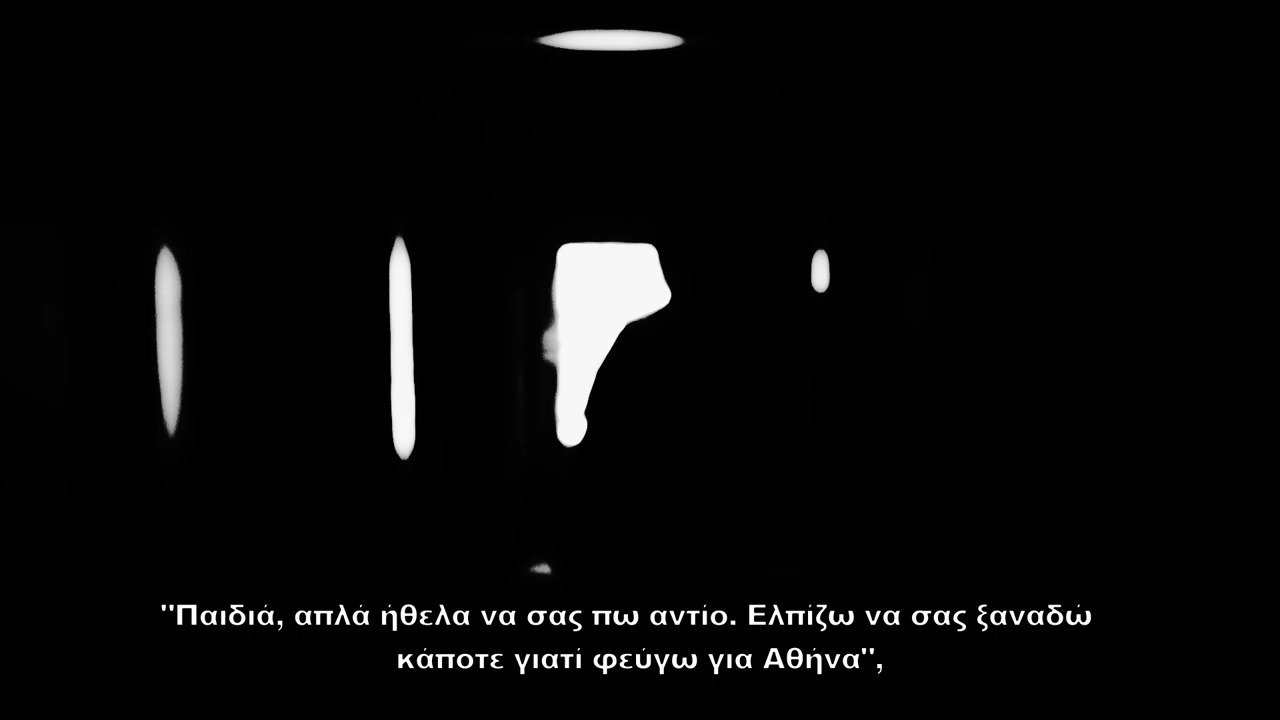 "Παιδιά, απλά ήθελα να σας πω αντίο. Ελπίζω να σας ξαναδώ
κάποτε γιατί φεύγω για Αθήνα",